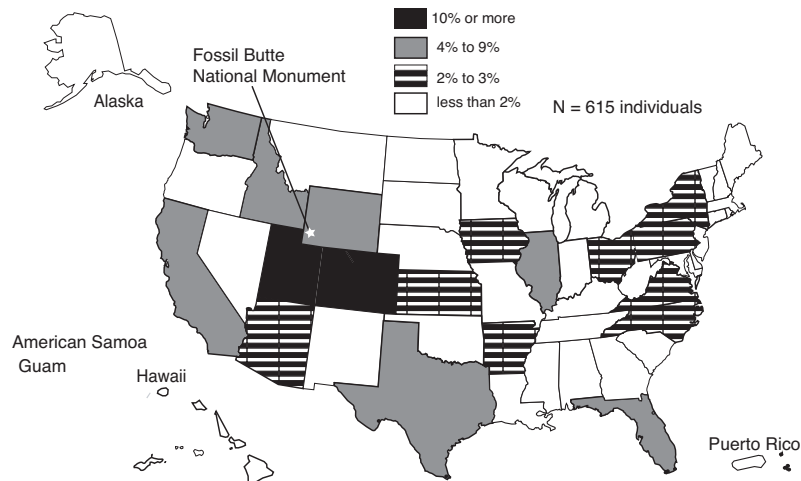 10% or more
4% to 9%
2% to 3%
less than 2%
N = 615 individuals
Fossil Butte
National Monument
Alaska
American Samoa
Guam
Hawaii
Puerto Rico